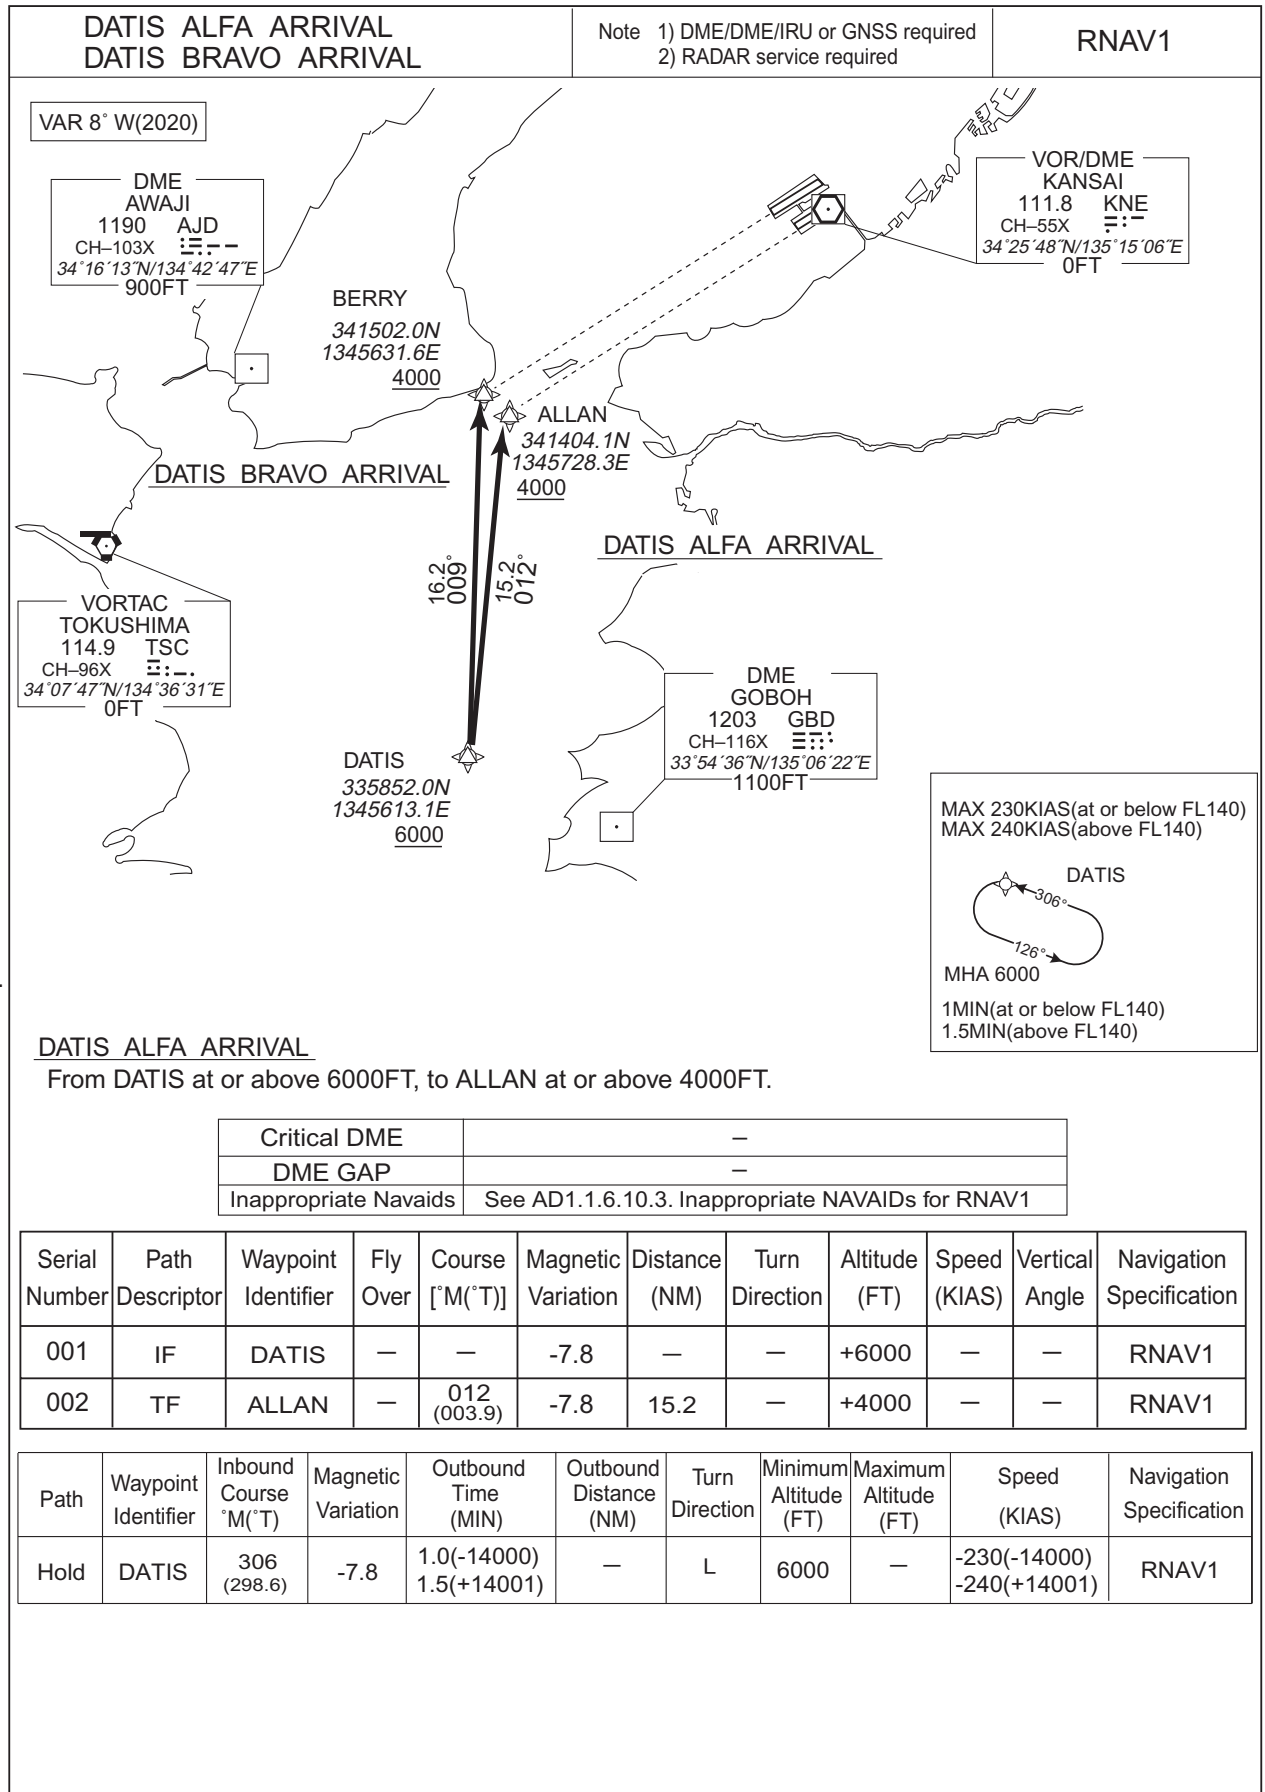 DATIS ALFA ARRIVAL
DATIS BRAVO ARRIVAL
Note 1) DME/DME/IRU or GNSS required
2) RADAR service required
RNAV1
VAR 8° W(2020)
DME
AWAJI
1190 AJD
CH–103X
34°16′13″N/134°42′47″E
900FT
VOR/DME
KANSAI
111.8 KNE
CH–55X
34°25′48″N/135°15′06″E
0FT
BERRY
341502.0N
1345631.6E
4000
ALLAN
341404.1N
1345728.3E
4000
DATIS BRAVO ARRIVAL
DATIS ALFA ARRIVAL
16.2
009°
15.2
012°
VORTAC
TOKUSHIMA
114.9 TSC
CH–96X
34°07′47″N/134°36′31″E
0FT
DME
GOBOH
1203 GBD
CH–116X
33°54′36″N/135°06′22″E
1100FT
DATIS
335852.0N
1345613.1E
6000
MAX 230KIAS(at or below FL140)
MAX 240KIAS(above FL140)
DATIS
306°
126°
MHA 6000
1MIN(at or below FL140)
1.5MIN(above FL140)
DATIS ALFA ARRIVAL
From DATIS at or above 6000FT, to ALLAN at or above 4000FT.
Critical DME –
DME GAP –
Inappropriate Navaids See AD1.1.6.10.3. Inappropriate NAVAIDs for RNAV1
Serial Number Path Descriptor Waypoint Identifier Fly Over Course [°M(°T)] Magnetic Variation Distance (NM) Turn Direction Altitude (FT) Speed (KIAS) Vertical Angle Navigation Specification
001 IF DATIS – – -7.8 – – +6000 – – RNAV1
002 TF ALLAN – 012 (003.9) -7.8 15.2 – +4000 – – RNAV1
Path Waypoint Identifier Inbound Course °M(°T) Magnetic Variation Outbound Time (MIN) Outbound Distance (NM) Turn Direction Minimum Altitude (FT) Maximum Altitude (FT) Speed (KIAS) Navigation Specification
Hold DATIS 306 (298.6) -7.8 1.0(-14000) 1.5(+14001) – L 6000 – -230(-14000) -240(+14001) RNAV1